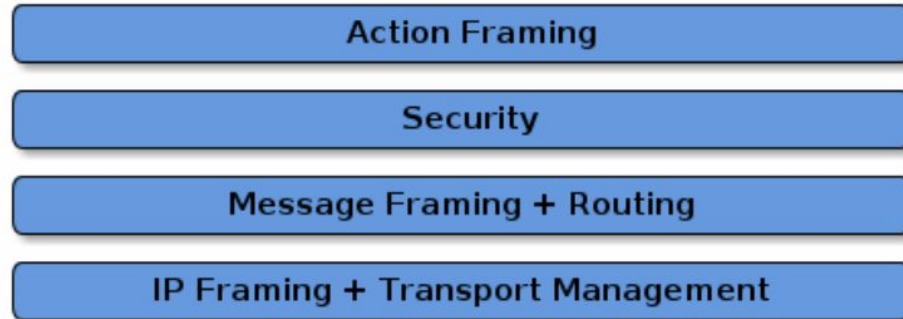 Action Framing
Security
Message Framing + Routing
IP Framing + Transport Management